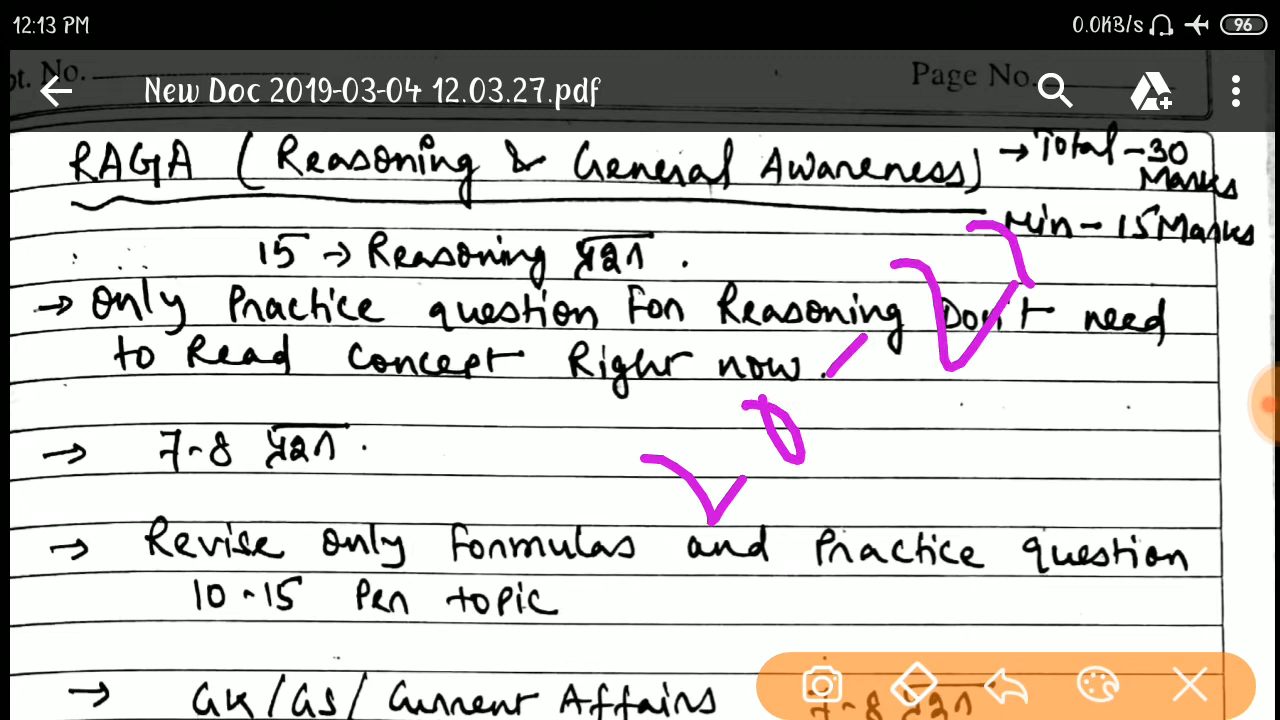 12:13 PM
0.0KB/s 96
pt. No.
Page No.
New Doc 2019-03-04 12.03.27.pdf
RAGA ( Reasoning & General Awareness) → Total - 30 Marks
Min - 15 Marks
15 → Reasoning
→ Only Practice question For Reasoning Don't need
to Read concept Right now.
→ 7-8
→ Revise only formulas and Practice question
10-15 Per topic
→ GK/GS/ Current Affairs 7-8